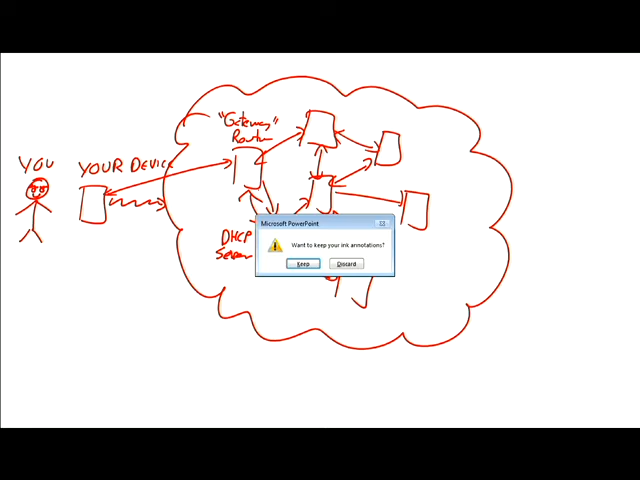 "Gateway"
Router
YOU
YOUR DEVICE
DHCP
Server
Microsoft PowerPoint
Want to keep your ink annotations?
Keep
Discard